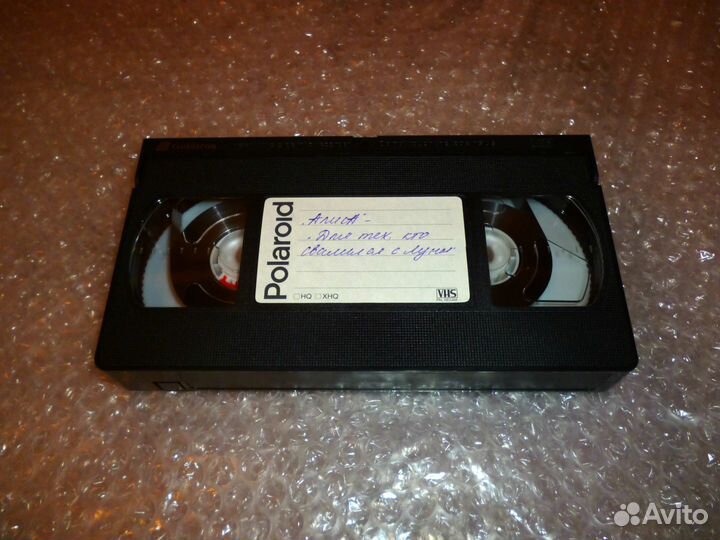 Polaroid
„Алиса" -
„Для тех, кто
свалился с Луны"
□HQ □XHQ
VHS
Avito